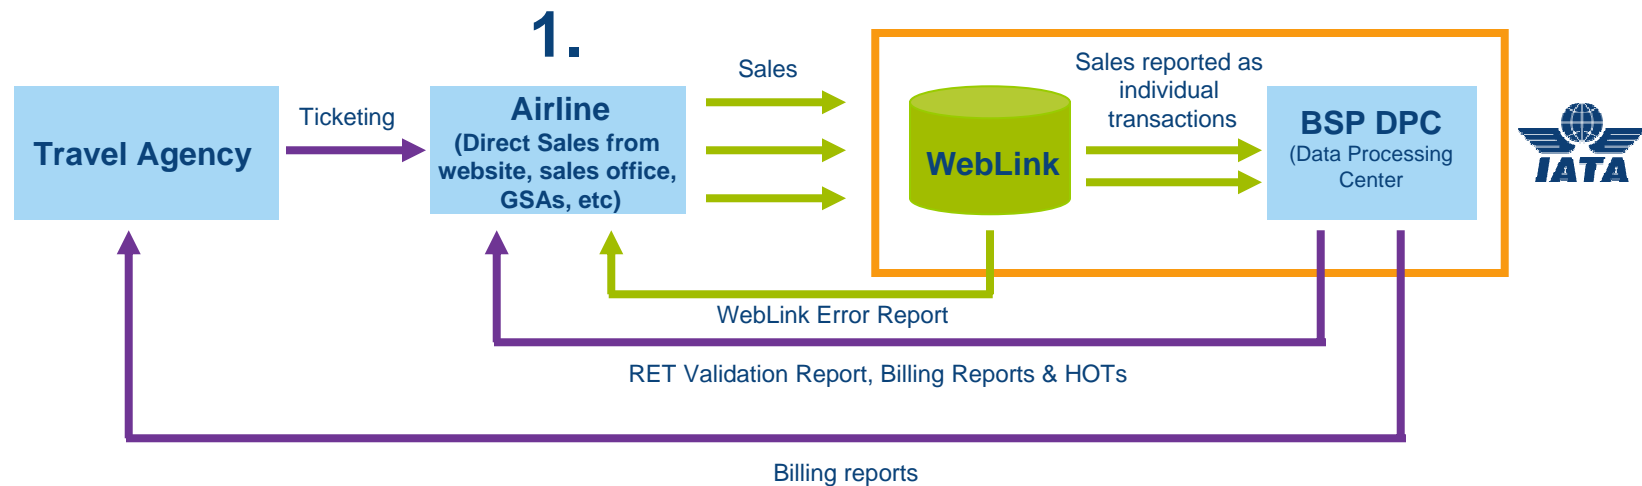 1.
Travel Agency
Ticketing
Airline
(Direct Sales from
website, sales office,
GSAs, etc)
Sales
WebLink
Sales reported as
individual
transactions
BSP DPC
(Data Processing
Center
IATA
WebLink Error Report
RET Validation Report, Billing Reports & HOTs
Billing reports